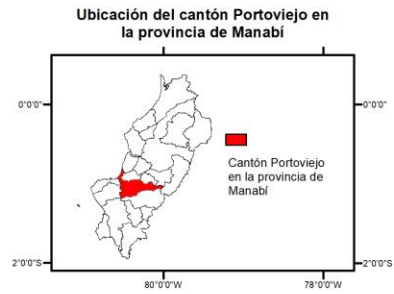 Ubicación del cantón Portoviejo en
la provincia de Manabí
0°0'0"
0°0'0"
Cantón Portoviejo
en la provincia de
Manabí
2°0'0"S
2°0'0"S
80°0'0"W
78°0'0"W